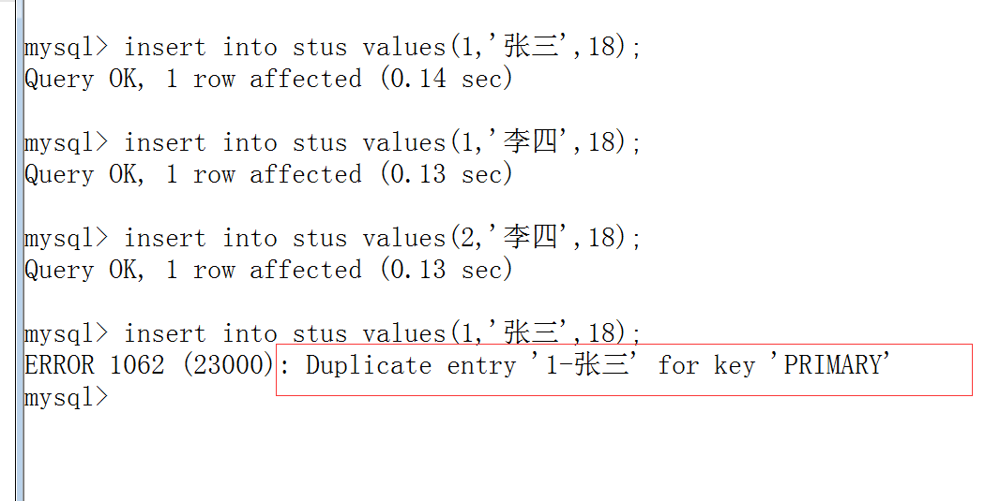 mysql> insert into stus values(1,'张三',18);
Query OK, 1 row affected (0.14 sec)
mysql> insert into stus values(1,'李四',18);
Query OK, 1 row affected (0.13 sec)
mysql> insert into stus values(2,'李四',18);
Query OK, 1 row affected (0.13 sec)
mysql> insert into stus values(1,'张三',18);
ERROR 1062 (23000): Duplicate entry '1-张三' for key 'PRIMARY'
mysql>